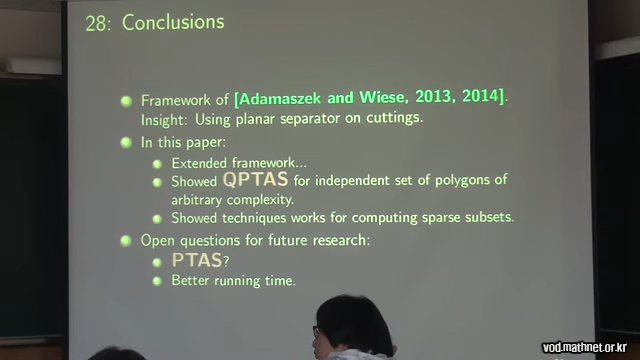 28: Conclusions
Framework of [Adamaszek and Wiese, 2013, 2014].
Insight: Using planar separator on cuttings.
In this paper:
Extended framework...
Showed QPTAS for independent set of polygons of
arbitrary complexity.
Showed techniques works for computing sparse subsets.
Open questions for future research:
PTAS?
Better running time.
vod.mathnet.or.kr